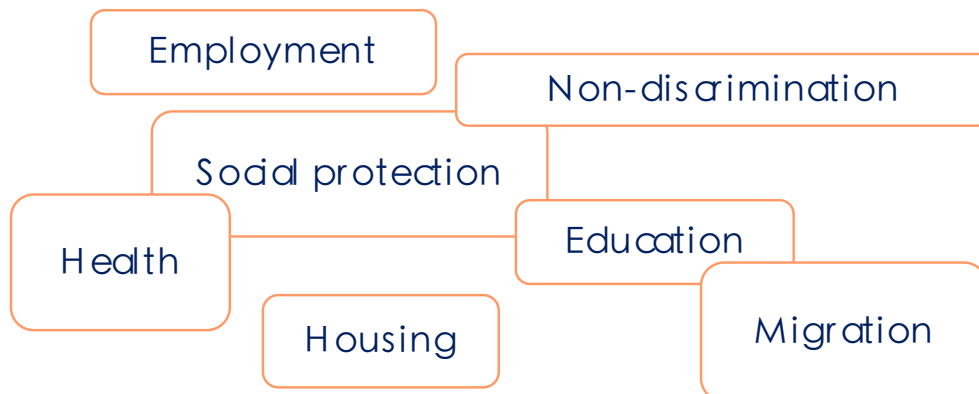 Employment
Non-discrimination
Social protection
Education
Health
Migration
Housing